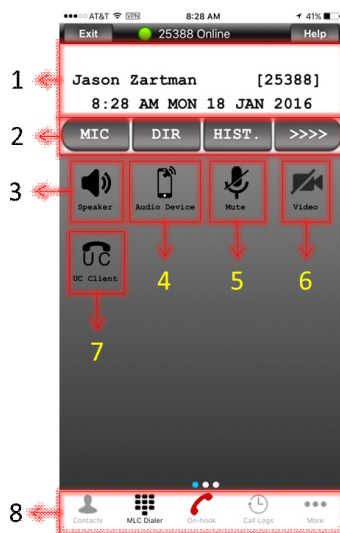 AT&T VPN 8:28 AM 41%
Exit 25388 Online Help
1
Jason Zartman [25388]
8:28 AM MON 18 JAN 2016
2
MIC DIR HIST. >>>>
3
Speaker Audio Device Mute Video
4 5 6
UC
UC Client
7
8
Contacts MLC Dialer On-hook Call Logs More